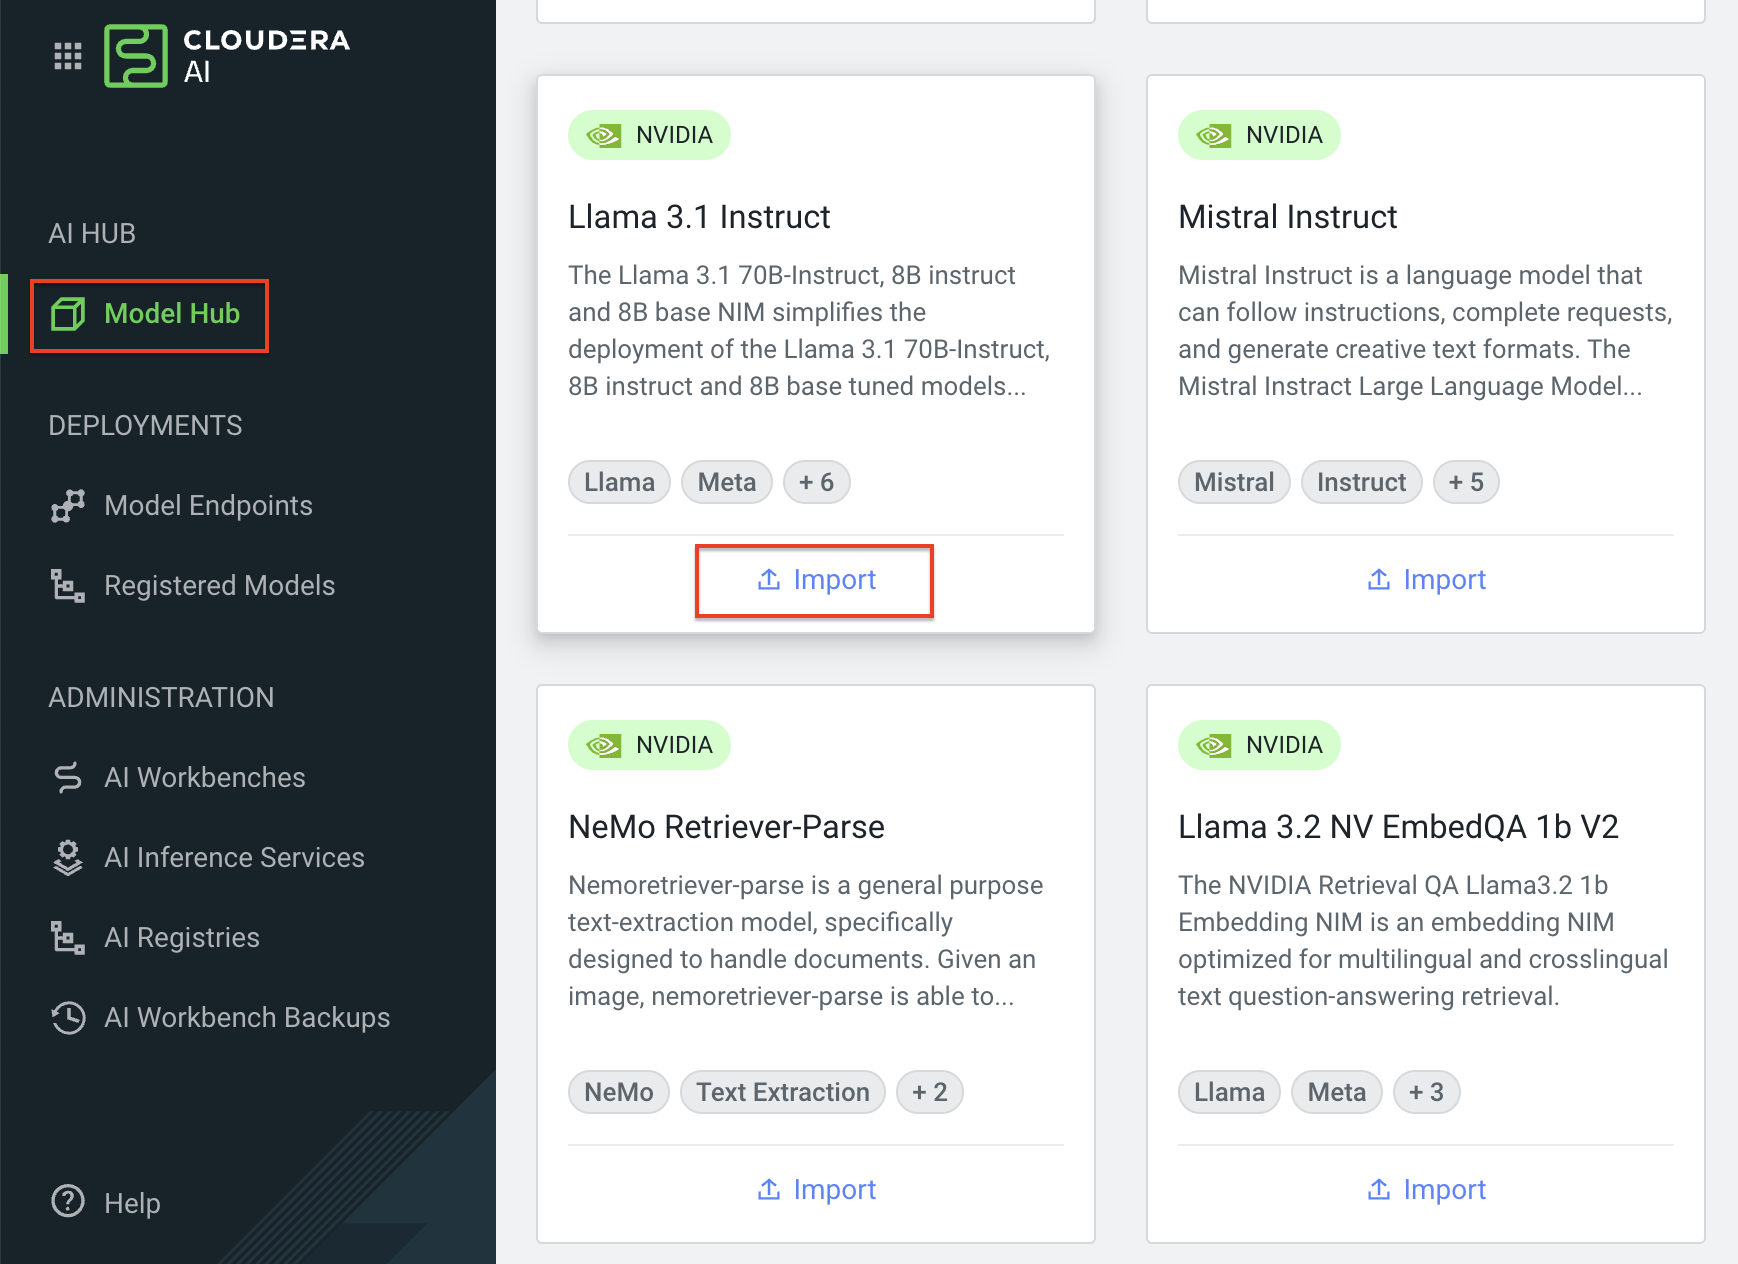 CLOUDERA
AI
AI HUB
Model Hub
DEPLOYMENTS
Model Endpoints
Registered Models
ADMINISTRATION
AI Workbenches
AI Inference Services
AI Registries
AI Workbench Backups
Help
NVIDIA
Llama 3.1 Instruct
The Llama 3.1 70B-Instruct, 8B instruct
and 8B base NIM simplifies the
deployment of the Llama 3.1 70B-Instruct,
8B instruct and 8B base tuned models...
Llama Meta + 6
Import
NVIDIA
Mistral Instruct
Mistral Instruct is a language model that
can follow instructions, complete requests,
and generate creative text formats. The
Mistral Instract Large Language Model...
Mistral Instruct + 5
Import
NVIDIA
NeMo Retriever-Parse
Nemoretriever-parse is a general purpose
text-extraction model, specifically
designed to handle documents. Given an
image, nemoretriever-parse is able to...
NeMo Text Extraction + 2
Import
NVIDIA
Llama 3.2 NV EmbedQA 1b V2
The NVIDIA Retrieval QA Llama3.2 1b
Embedding NIM is an embedding NIM
optimized for multilingual and crosslingual
text question-answering retrieval.
Llama Meta + 3
Import